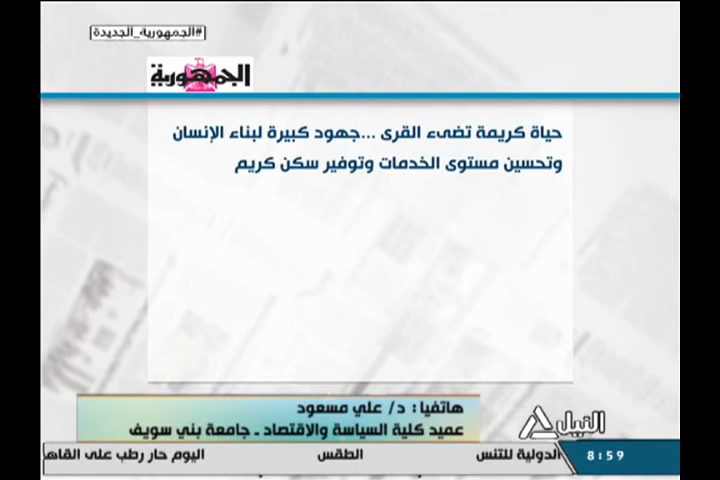 #الجمهورية_الجديدة
الجمهورية
حياة كريمة تضىء القرى ...جهود كبيرة لبناء الإنسان
وتحسين مستوى الخدمات وتوفير سكن كريم
هاتفيا: د/ علي مسعود
عميد كلية السياسة والاقتصاد - جامعة بني سويف
النيل
الدولية للتنس الطقس اليوم حار رطب على القاه
8:59